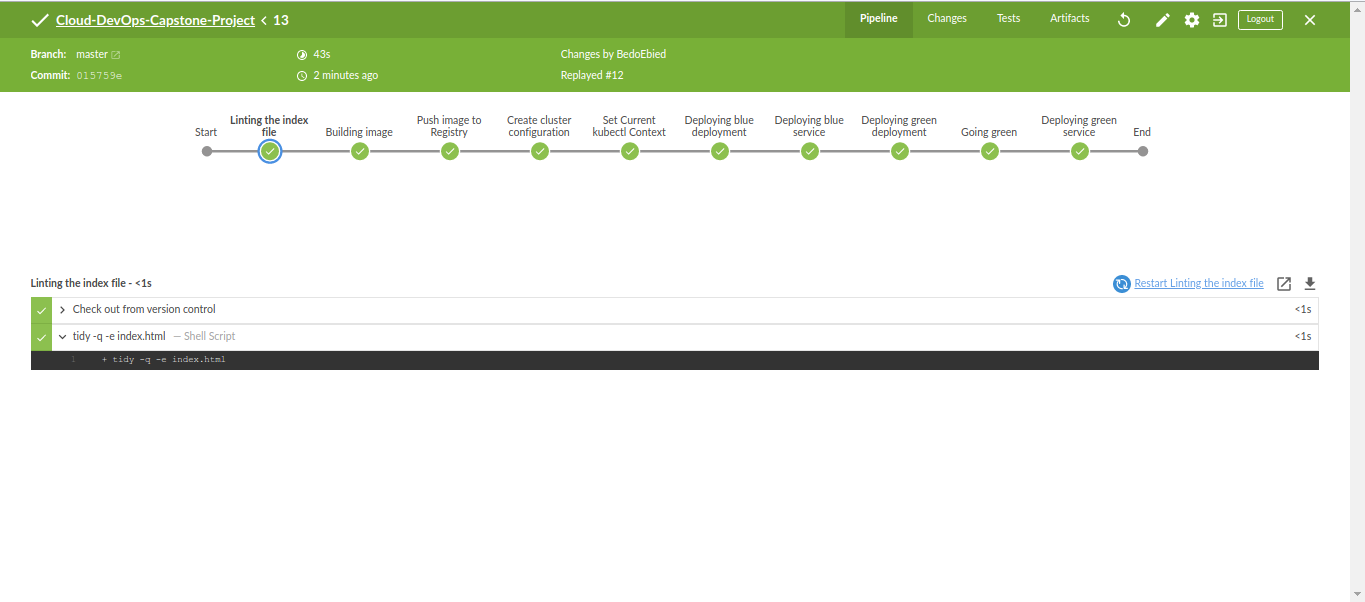 Cloud-DevOps-Capstone-Project < 13
Pipeline Changes Tests Artifacts Logout
Branch: master 43s Changes by BedoEbied
Commit: 015759e 2 minutes ago Replayed #12
Start
Linting the index file
Building image
Push image to Registry
Create cluster configuration
Set Current kubectl Context
Deploying blue deployment
Deploying blue service
Deploying green deployment
Going green
Deploying green service
End
Linting the index file - <1s Restart Linting the index file
Check out from version control <1s
tidy -q -e index.html — Shell Script <1s
1 + tidy -q -e index.html